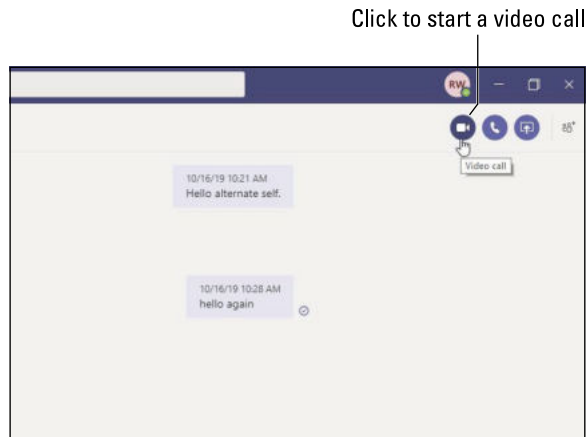 Click to start a video call
RW
Video call
10/16/19 10:21 AM
Hello alternate self.
10/16/19 10:28 AM
hello again